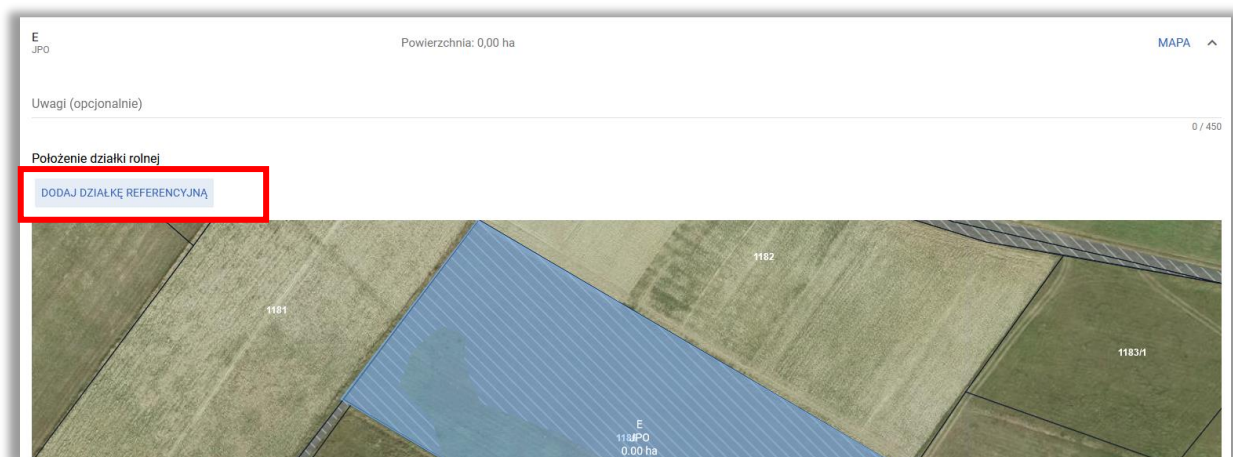 E
JPO
Powierzchnia: 0,00 ha
MAPA
Uwagi (opcjonalnie)
0 / 450
Położenie działki rolnej
DODAJ DZIAŁKĘ REFERENCYJNĄ
1182
1181
1183/1
E
JPO
0.00 ha